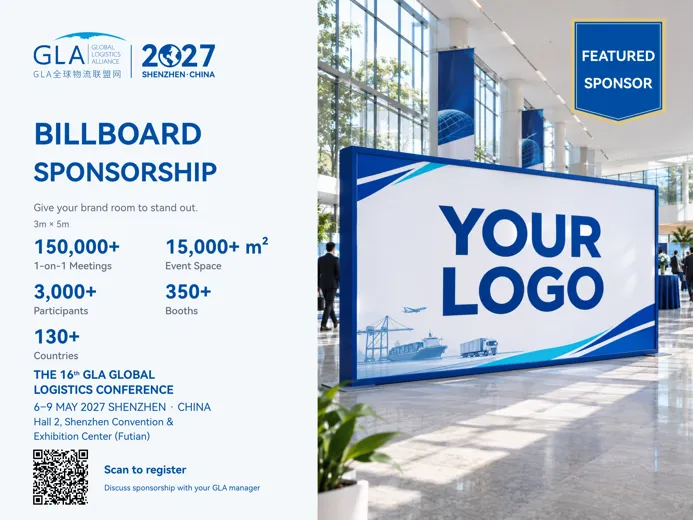 GLA GLOBAL
LOGISTICS
ALLIANCE
GLA全球物流联盟网
2027
SHENZHEN·CHINA
BILLBOARD
SPONSORSHIP
Give your brand room to stand out.
3m × 5m
150,000+
1-on-1 Meetings
15,000+ m²
Event Space
3,000+
Participants
350+
Booths
130+
Countries
THE 16th GLA GLOBAL
LOGISTICS CONFERENCE
6–9 MAY 2027 SHENZHEN · CHINA
Hall 2, Shenzhen Convention &
Exhibition Center (Futian)
Scan to register
Discuss sponsorship with your GLA manager
FEATURED
SPONSOR
YOUR
LOGO